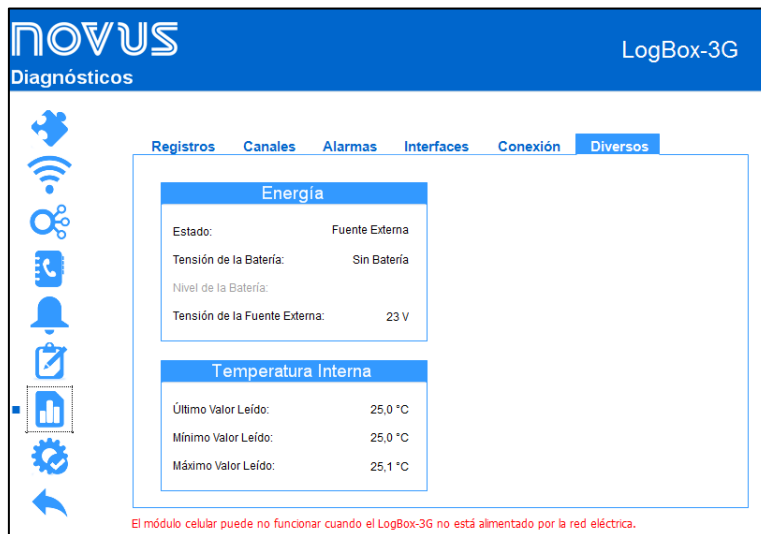 NOVUS
LogBox-3G
Diagnósticos
Registros Canales Alarmas Interfaces Conexión Diversos
Energía
Estado: Fuente Externa
Tensión de la Batería: Sin Batería
Nivel de la Batería:
Tensión de la Fuente Externa: 23 V
Temperatura Interna
Último Valor Leído: 25,0 °C
Mínimo Valor Leído: 25,0 °C
Máximo Valor Leído: 25,1 °C
El módulo celular puede no funcionar cuando el LogBox-3G no está alimentado por la red eléctrica.